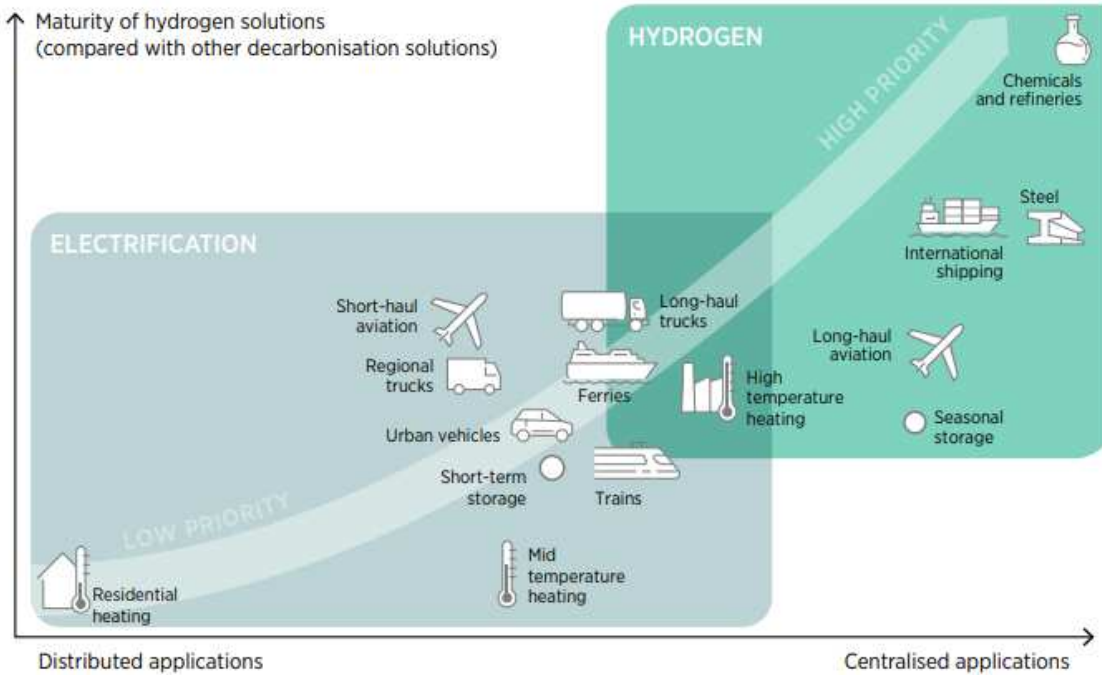 Maturity of hydrogen solutions
(compared with other decarbonisation solutions)
HYDROGEN
HIGH PRIORITY
Chemicals
and refineries
Steel
International
shipping
ELECTRIFICATION
Short-haul
aviation
Long-haul
trucks
Long-haul
aviation
Regional
trucks
Ferries
High
temperature
heating
Seasonal
storage
Urban vehicles
Short-term
storage
Trains
LOW PRIORITY
Mid
temperature
heating
Residential
heating
Distributed applications
Centralised applications